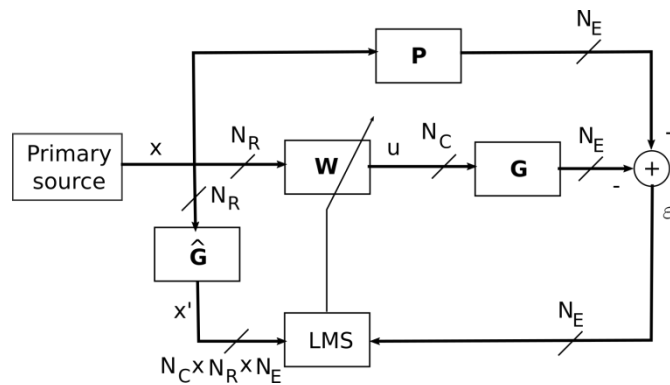 N_E
P
Primary
source
x
N_R
W
u
N_C
G
N_E
-
-
+
ε
N_R
Ĝ
x'
LMS
N_E
N_C x N_R x N_E